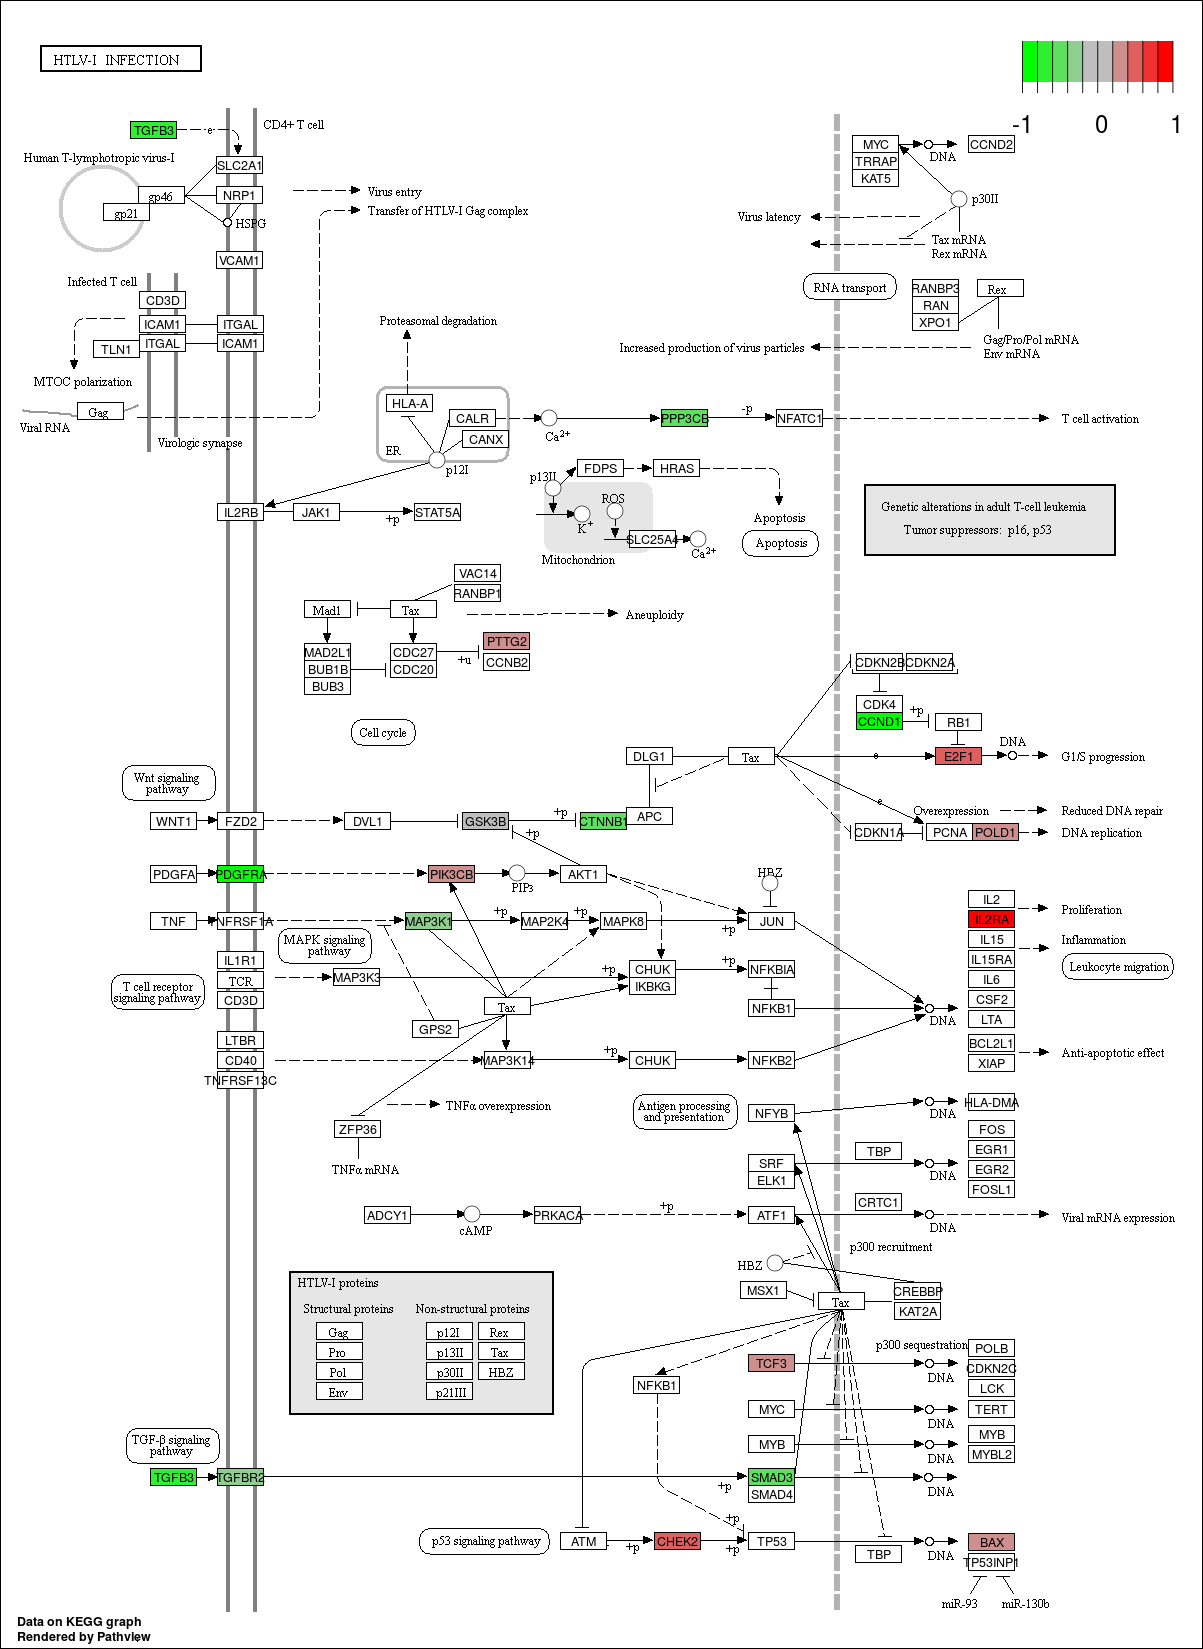 HTLV-I INFECTION
-1 0 1
TGFB3
e
CD4+ T cell
Human T-lymphotropic virus-I
SLC2A1
gp46
NRP1
gp21
HSPG
VCAM1
Virus entry
Transfer of HTLV-I Gag complex
MYC
TRRAP
KAT5
DNA
CCND2
p30II
Virus latency
Tax mRNA
Rex mRNA
Infected T cell
CD3D
ICAM1
ITGAL
TLN1
ITGAL
ICAM1
MTOC polarization
Gag
Viral RNA
Virologic synapse
RNA transport
RANBP3
RAN
XPO1
Rex
Gag/Pro/Pol mRNA
Env mRNA
Increased production of virus particles
Proteasomal degradation
HLA-A
CALR
CANX
ER
p12I
Ca2+
PPP3CB
-p
NFATC1
T cell activation
p13II
FDPS
HRAS
ROS
K+
SLC25A4
Ca2+
Mitochondrion
Apoptosis
Apoptosis
Genetic alterations in adult T-cell leukemia
Tumor suppressors: p16, p53
IL2RB
JAK1
+p
STAT5A
VAC14
RANBP1
Mad1
Tax
Aneuploidy
MAD2L1
BUB1B
BUB3
CDC27
CDC20
+u
PTTG2
CCNB2
Cell cycle
CDKN2B
CDKN2A
CDK4
CCND1
+p
RB1
DLG1
Tax
e
E2F1
DNA
G1/S progression
Wnt signaling
pathway
WNT1
FZD2
DVL1
GSK3B
+p
CTNNB1
APC
+p
e
Overexpression
Reduced DNA repair
CDKN1A
PCNA
POLD1
DNA replication
PDGFA
PDGFRA
PIK3CB
PIP3
AKT1
HBZ
TNF
TNFRSF1A
MAP3K1
+p
MAP2K4
+p
MAPK8
+p
JUN
MAPK signaling
pathway
IL1R1
TCR
CD3D
T cell receptor
signaling pathway
MAP3K3
+p
CHUK
IKBKG
+p
NFKBIA
NFKB1
DNA
Tax
GPS2
LTBR
CD40
TNFRSF13C
MAP3K14
+p
CHUK
NFKB2
IL2
IL2RA
IL15
IL15RA
IL6
CSF2
LTA
BCL2L1
XIAP
Proliferation
Inflammation
Leukocyte migration
Anti-apoptotic effect
TNFα overexpression
ZFP36
TNFα mRNA
Antigen processing
and presentation
NFYB
DNA
HLA-DMA
SRF
ELK1
TBP
DNA
FOS
EGR1
EGR2
FOSL1
ADCY1
cAMP
PRKACA
+p
ATF1
CRTC1
DNA
Viral mRNA expression
p300 recruitment
HBZ
MSX1
Tax
CREBBP
KAT2A
HTLV-I proteins
Structural proteins
Non-structural proteins
Gag
p12I
Rex
Pro
p13II
Tax
Pol
p30II
HBZ
Env
p21III
p300 sequestration
TCF3
DNA
POLB
CDKN2C
LCK
NFKB1
MYC
DNA
TERT
MYB
DNA
MYB
MYBL2
TGF-β signaling
pathway
TGFB3
TGFBR2
+p
SMAD3
SMAD4
DNA
p53 signaling pathway
ATM
+p
CHEK2
+p
+p
TP53
TBP
DNA
BAX
TP53INP1
miR-93
miR-130b
Data on KEGG graph
Rendered by Pathview